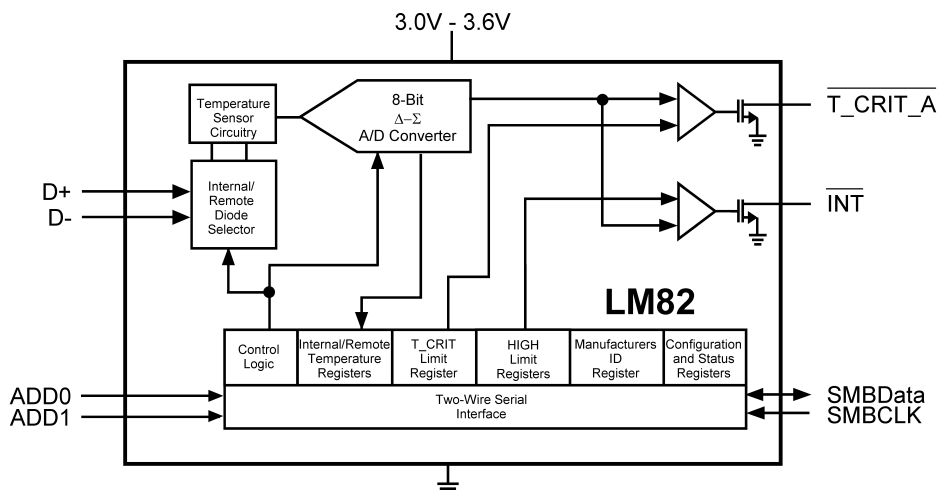 3.0V - 3.6V
Temperature
Sensor
Circuitry
8-Bit
Δ–Σ
A/D Converter
T_CRIT_A
D+
D-
Internal/
Remote
Diode
Selector
INT
LM82
Control
Logic
Internal/Remote
Temperature
Registers
T_CRIT
Limit
Register
HIGH
Limit
Registers
Manufacturers
ID
Register
Configuration
and Status
Registers
ADD0
ADD1
Two-Wire Serial
Interface
SMBData
SMBCLK